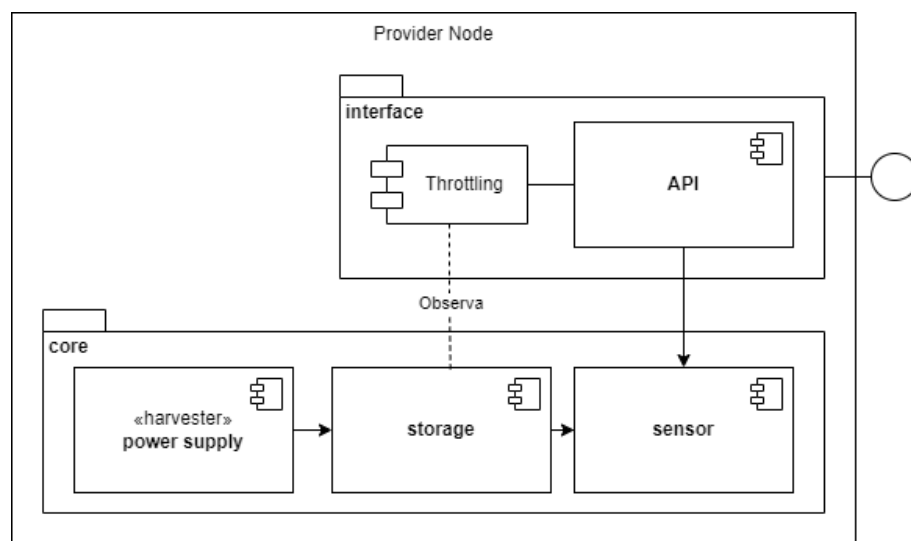 Provider Node
interface
Throttling
API
Observa
core
«harvester»
power supply
storage
sensor